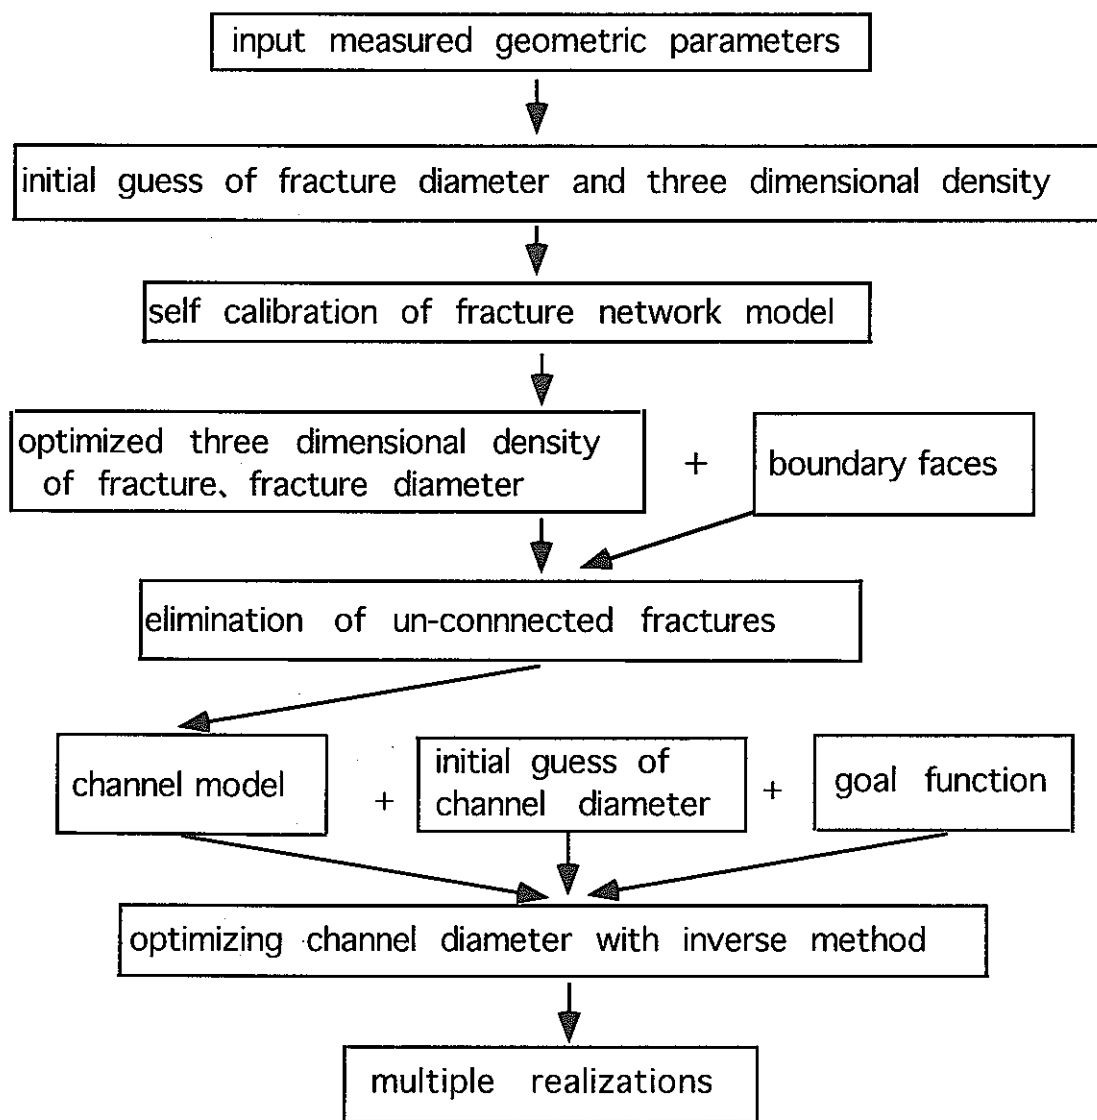 input measured geometric parameters
initial guess of fracture diameter and three dimensional density
self calibration of fracture network model
optimized three dimensional density
of fracture、fracture diameter
+
boundary faces
elimination of un-connnected fractures
channel model
+
initial guess of
channel diameter
+
goal function
optimizing channel diameter with inverse method
multiple realizations